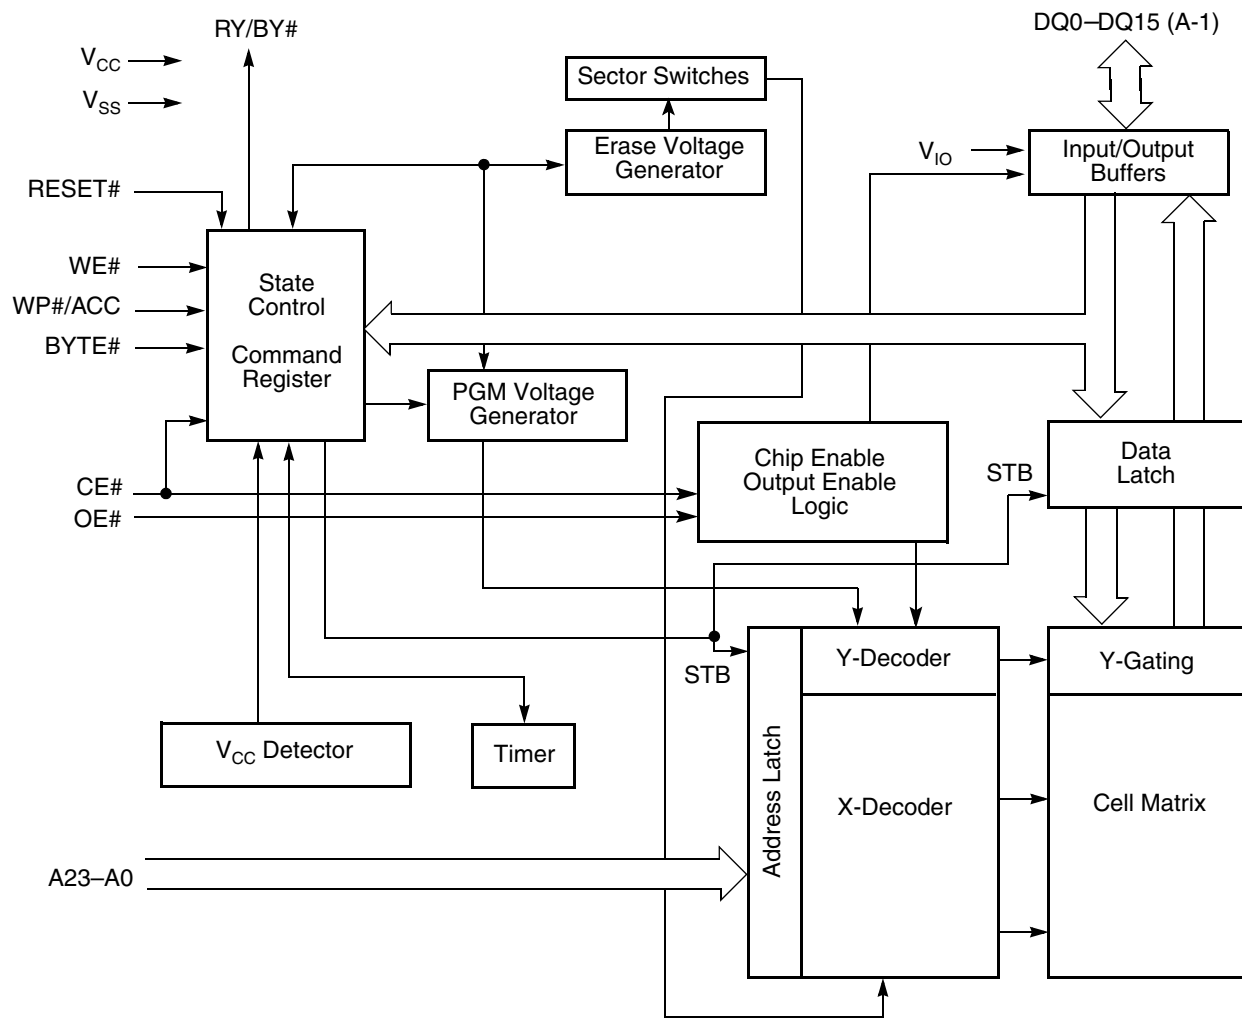 RY/BY#
DQ0–DQ15 (A-1)
VCC
VSS
Sector Switches
Erase Voltage
Generator
VIO
Input/Output
Buffers
RESET#
WE#
WP#/ACC
BYTE#
State
Control
Command
Register
PGM Voltage
Generator
CE#
OE#
Chip Enable
Output Enable
Logic
STB
Data
Latch
STB
Y-Decoder
Y-Gating
VCC Detector
Timer
Address Latch
X-Decoder
Cell Matrix
A23–A0